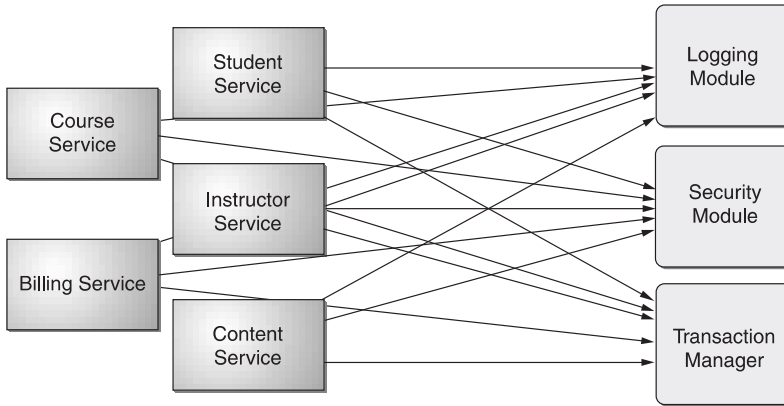 Student
Service
Course
Service
Instructor
Service
Billing Service
Content
Service
Logging
Module
Security
Module
Transaction
Manager